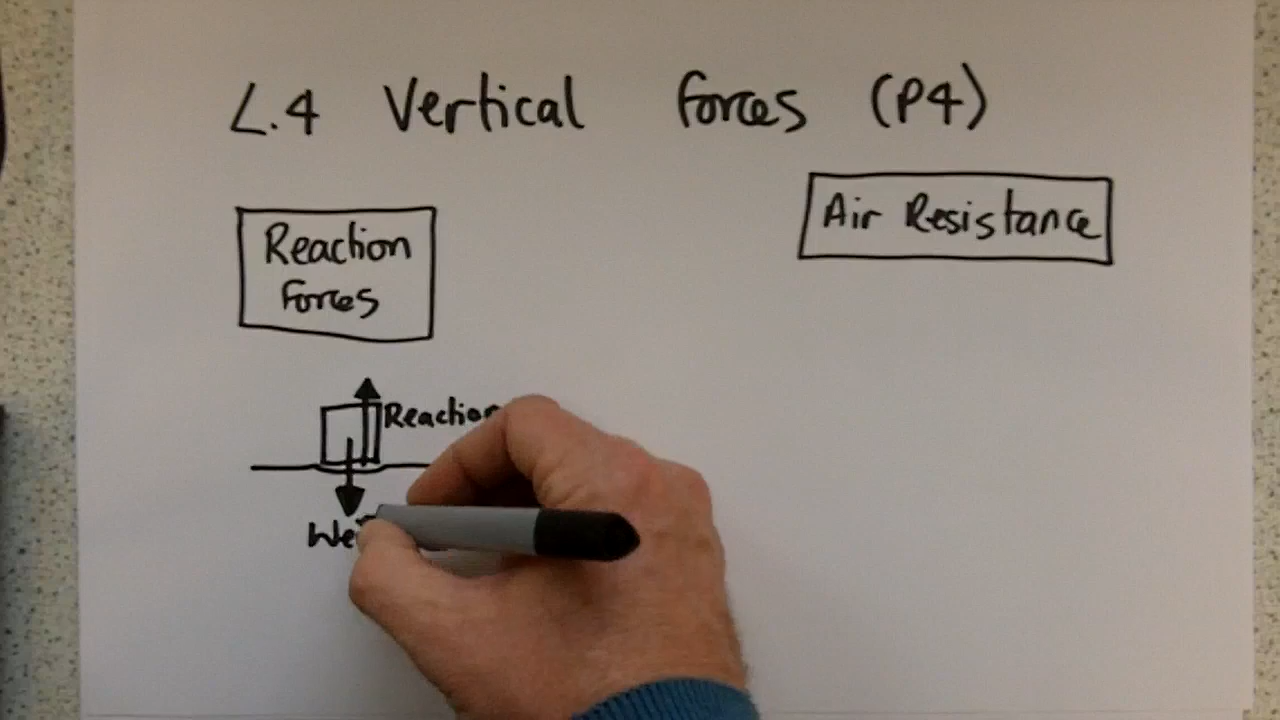 L.4 Vertical forces (P4)
Reaction
forces
Air Resistance
Reaction